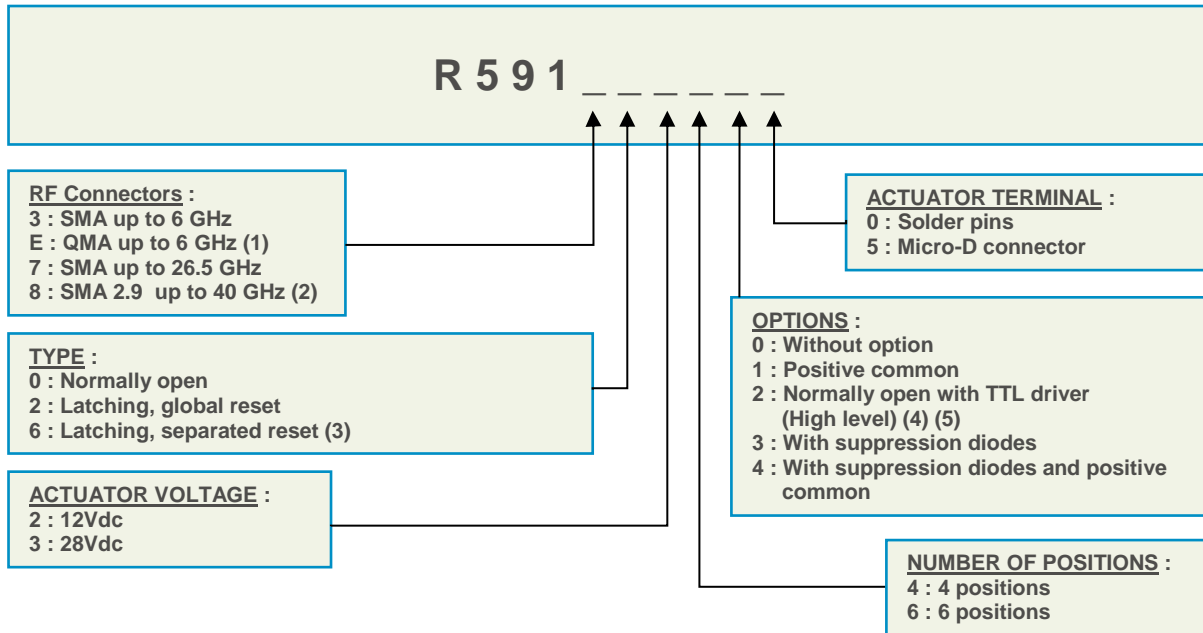 R 5 9 1 _ _ _ _ _ _
RF Connectors :
3 : SMA up to 6 GHz
E : QMA up to 6 GHz (1)
7 : SMA up to 26.5 GHz
8 : SMA 2.9 up to 40 GHz (2)
TYPE :
0 : Normally open
2 : Latching, global reset
6 : Latching, separated reset (3)
ACTUATOR VOLTAGE :
2 : 12Vdc
3 : 28Vdc
ACTUATOR TERMINAL :
0 : Solder pins
5 : Micro-D connector
OPTIONS :
0 : Without option
1 : Positive common
2 : Normally open with TTL driver
(High level) (4) (5)
3 : With suppression diodes
4 : With suppression diodes and positive
common
NUMBER OF POSITIONS :
4 : 4 positions
6 : 6 positions